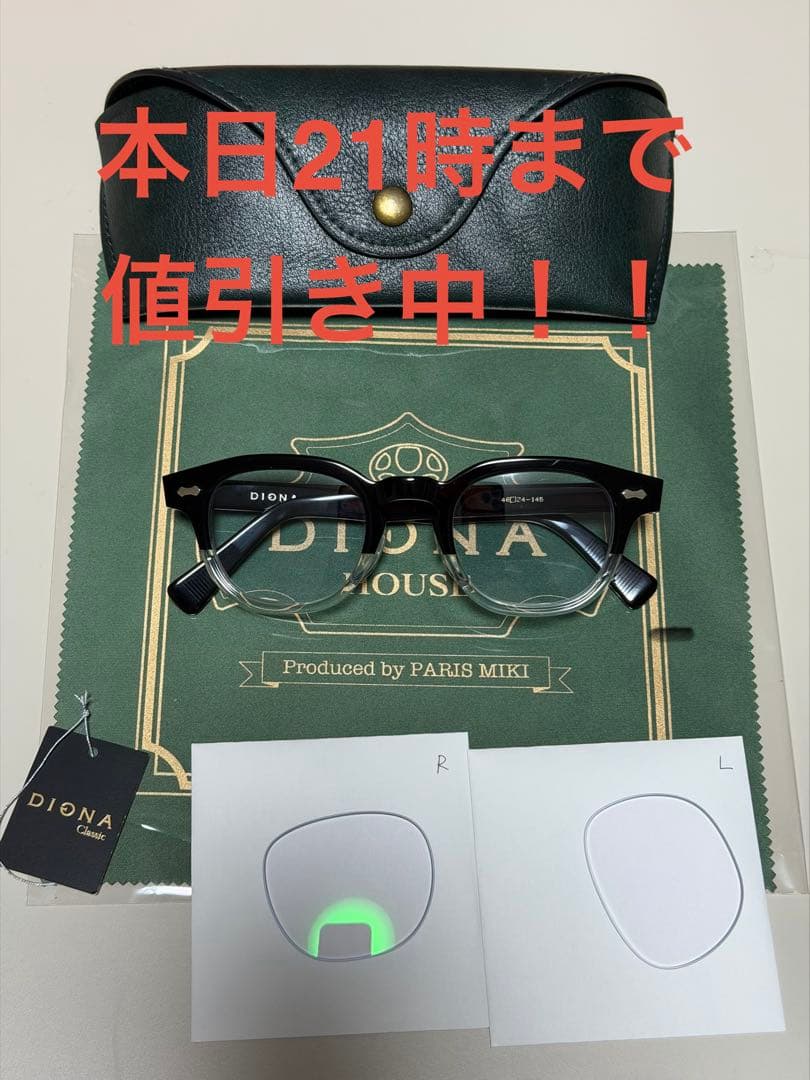 本日21時まで
値引き中！！
DIONA
46□24-145
DIONA
HOUSE
Produced by PARIS MIKI
DIONA
Classic
R
L